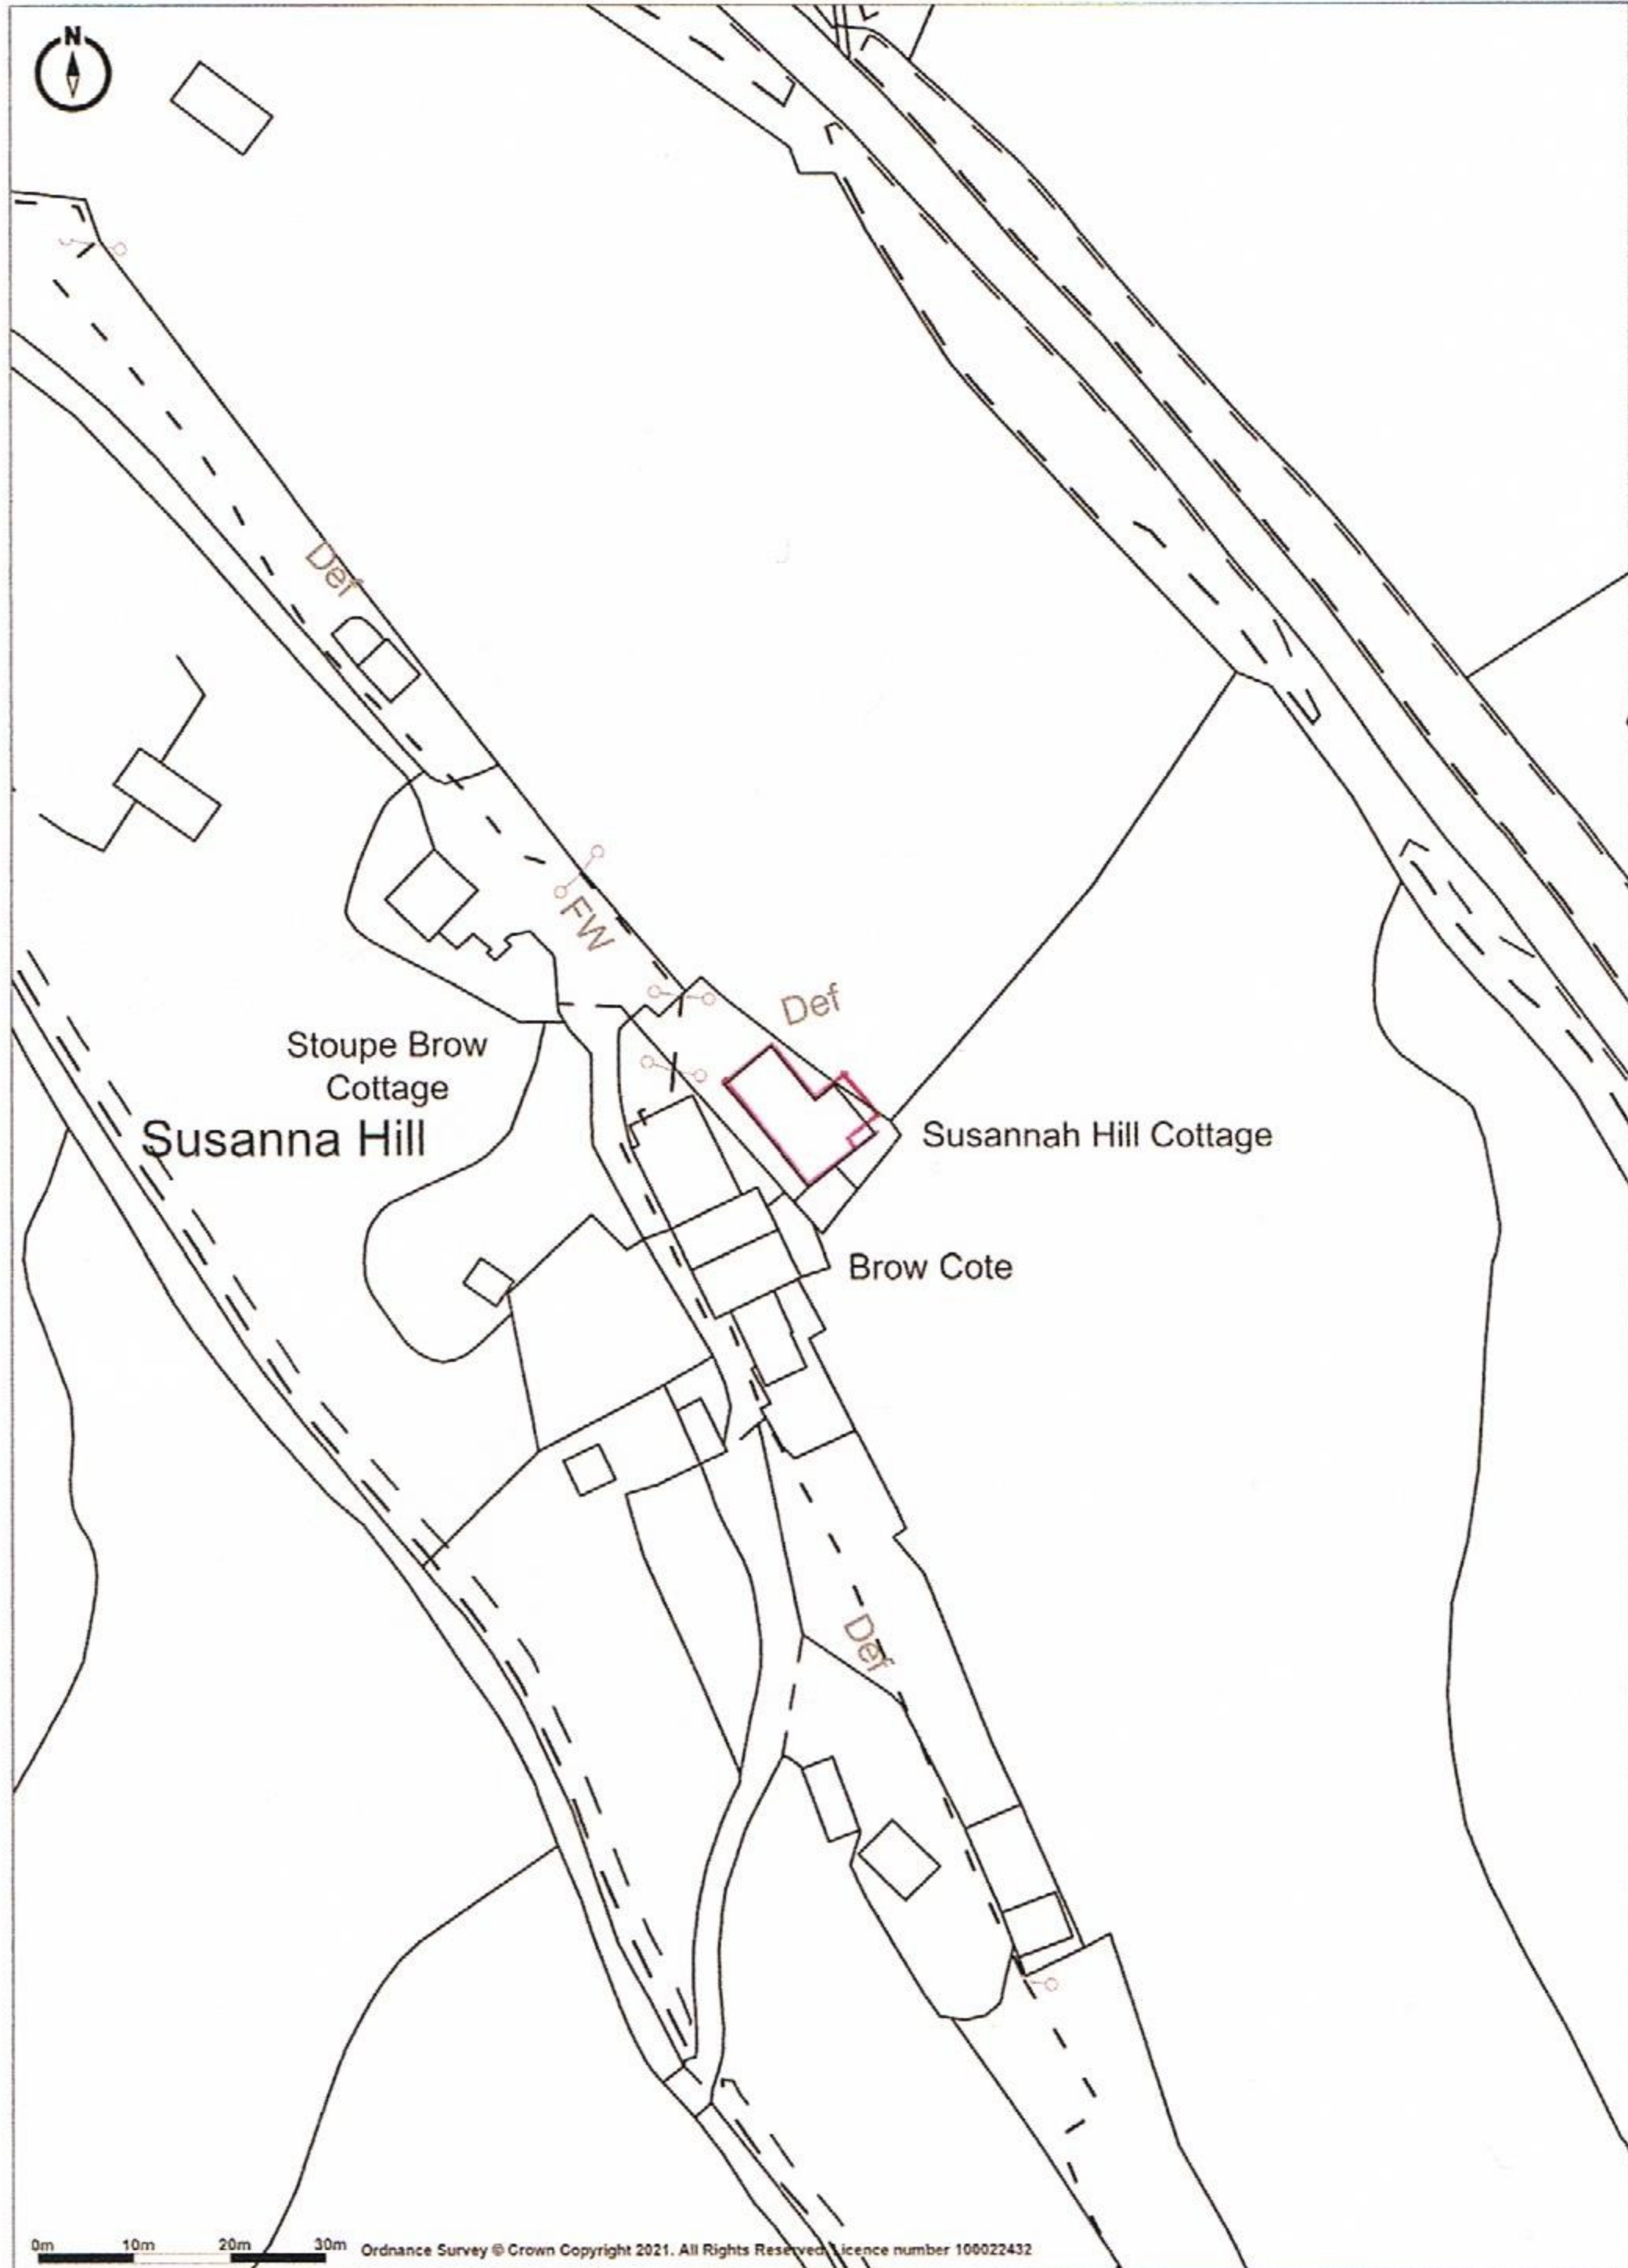 N
Def
FW
Def
Stoupe Brow
Cottage
Susanna Hill
Susannah Hill Cottage
Brow Cote
Def
0m 10m 20m 30m Ordnance Survey © Crown Copyright 2021. All Rights Reserved. Licence number 100022432